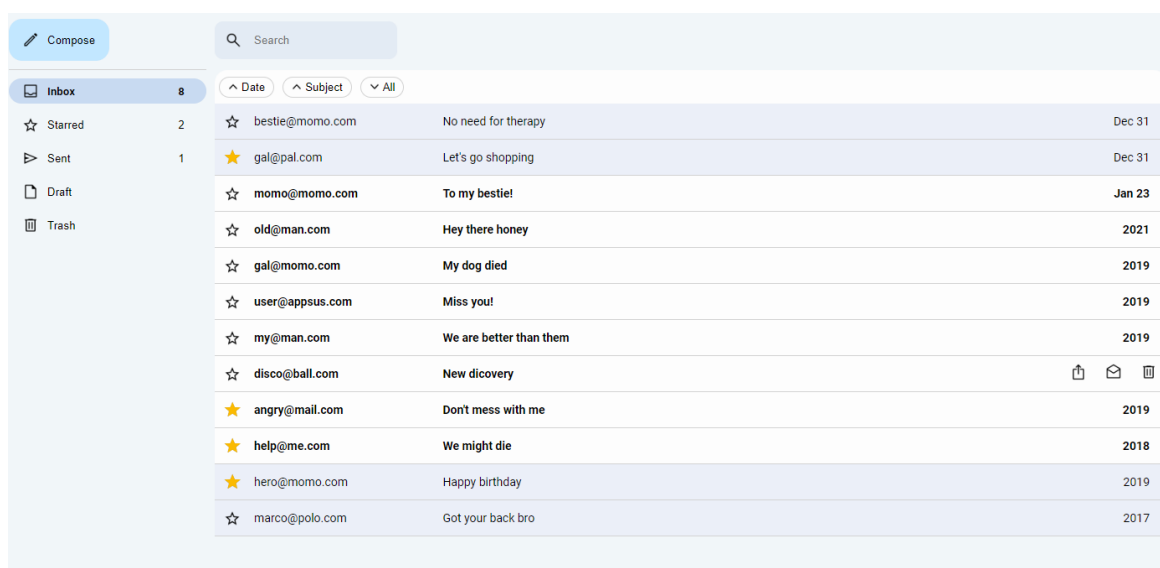 Compose
Search
Inbox 8
Date Subject All
Starred 2
bestie@momo.com No need for therapy Dec 31
Sent 1
gal@pal.com Let's go shopping Dec 31
Draft
momo@momo.com To my bestie! Jan 23
Trash
old@man.com Hey there honey 2021
gal@momo.com My dog died 2019
user@appsus.com Miss you! 2019
my@man.com We are better than them 2019
disco@ball.com New dicovery
angry@mail.com Don't mess with me 2019
help@me.com We might die 2018
hero@momo.com Happy birthday 2019
marco@polo.com Got your back bro 2017